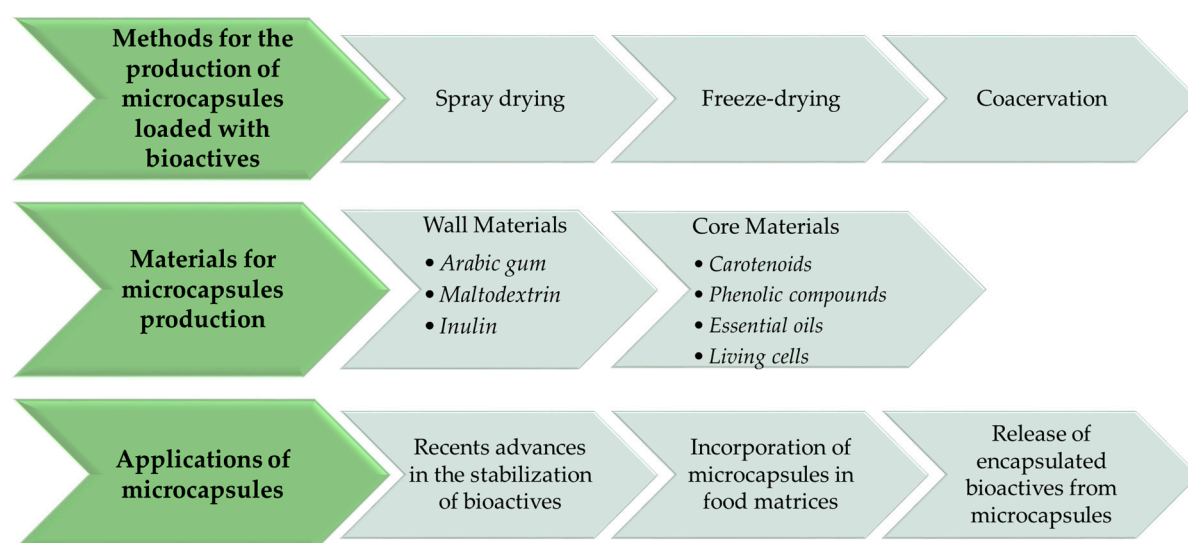 Methods for the
production of
microcapsules
loaded with
bioactives
Spray drying
Freeze-drying
Coacervation
Materials for
microcapsules
production
Wall Materials
• Arabic gum
• Maltodextrin
• Inulin
Core Materials
• Carotenoids
• Phenolic compounds
• Essential oils
• Living cells
Applications of
microcapsules
Recents advances
in the stabilization
of bioactives
Incorporation of
microcapsules in
food matrices
Release of
encapsulated
bioactives from
microcapsules